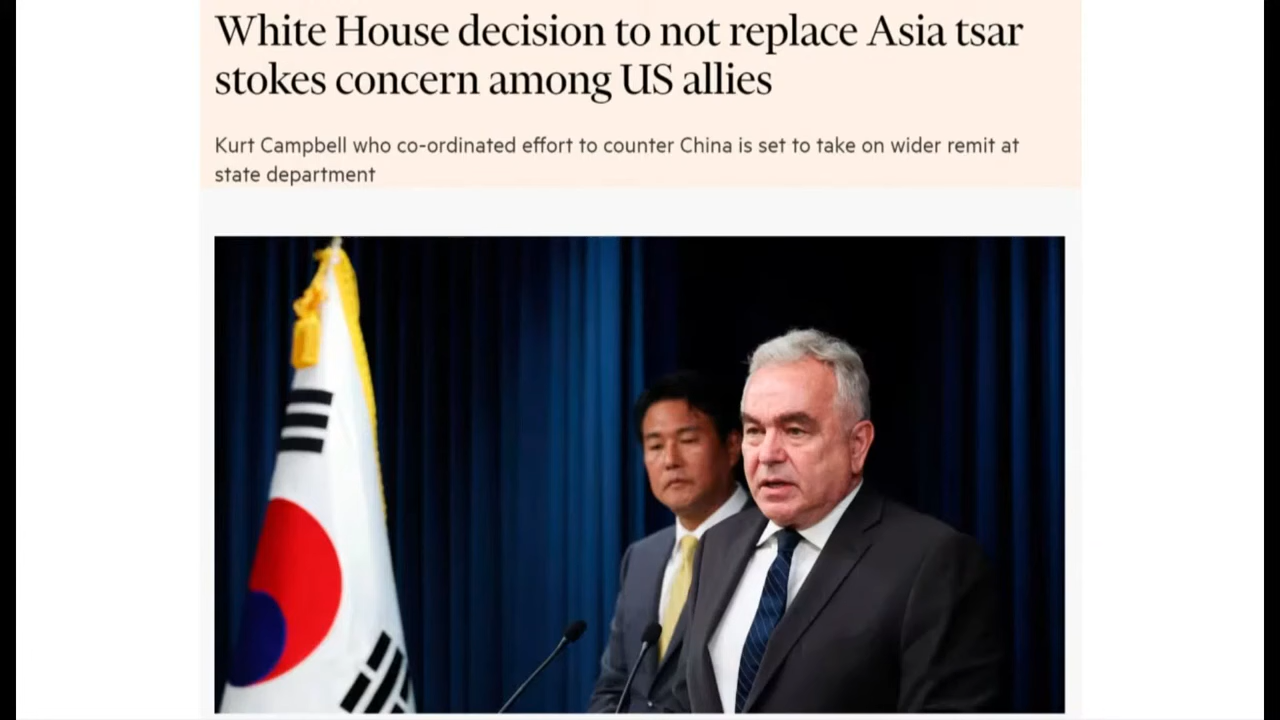 White House decision to not replace Asia tsar
stokes concern among US allies
Kurt Campbell who co-ordinated effort to counter China is set to take on wider remit at
state department